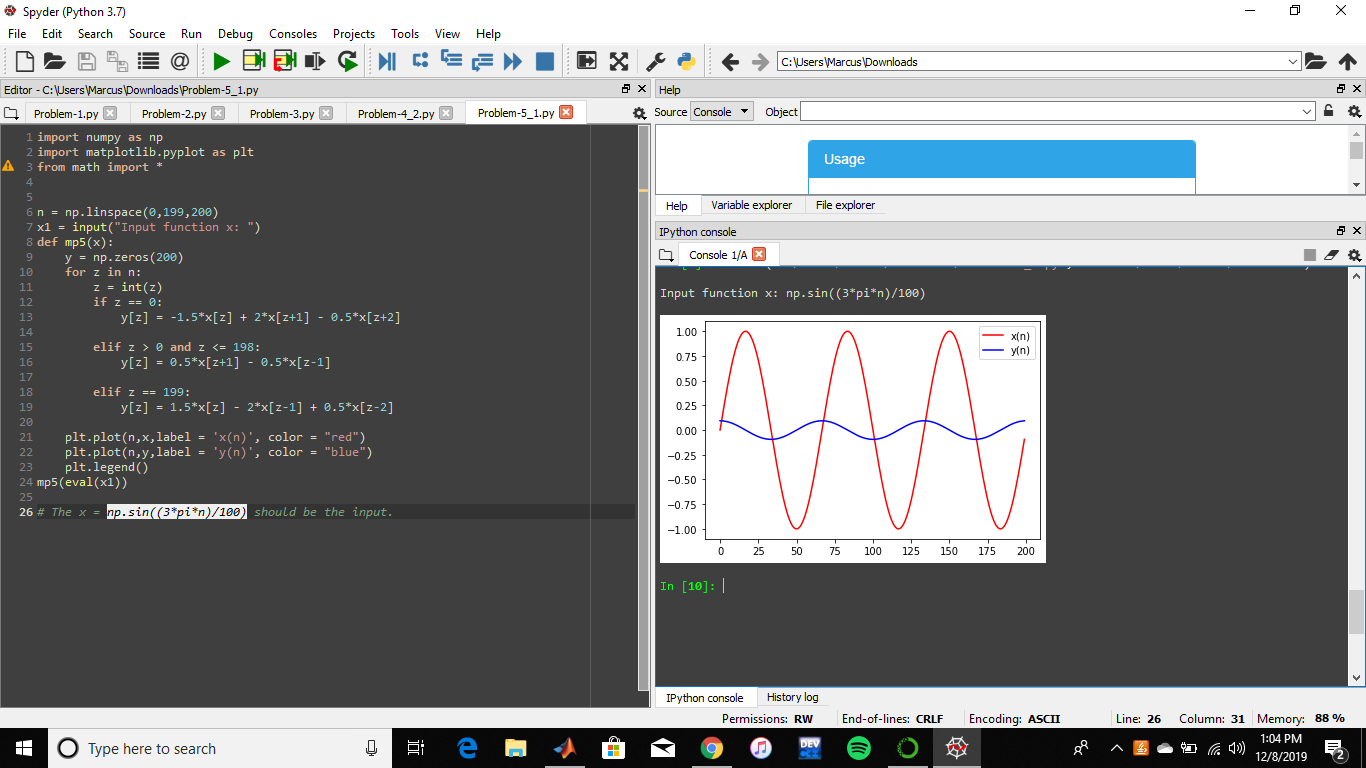 Spyder (Python 3.7)
File Edit Search Source Run Debug Consoles Projects Tools View Help
C:\Users\Marcus\Downloads
Editor - C:\Users\Marcus\Downloads\Problem-5_1.py
Problem-1.py Problem-2.py Problem-3.py Problem-4_2.py Problem-5_1.py
1 import numpy as np
2 import matplotlib.pyplot as plt
3 from math import *
4
5
6 n = np.linspace(0,199,200)
7 x1 = input("Input function x: ")
8 def mp5(x):
9     y = np.zeros(200)
10     for z in n:
11         z = int(z)
12         if z == 0:
13             y[z] = -1.5*x[z] + 2*x[z+1] - 0.5*x[z+2]
14
15         elif z > 0 and z <= 198:
16             y[z] = 0.5*x[z+1] - 0.5*x[z-1]
17
18         elif z == 199:
19             y[z] = 1.5*x[z] - 2*x[z-1] + 0.5*x[z-2]
20
21     plt.plot(n,x,label = 'x(n)', color = "red")
22     plt.plot(n,y,label = 'y(n)', color = "blue")
23     plt.legend()
24 mp5(eval(x1))
25
26 # The x = np.sin((3*pi*n)/100) should be the input.
Help
Source Console Object
Usage
Help Variable explorer File explorer
IPython console
Console 1/A
Input function x: np.sin((3*pi*n)/100)
x(n)
y(n)
1.00
0.75
0.50
0.25
0.00
−0.25
−0.50
−0.75
−1.00
0 25 50 75 100 125 150 175 200
In [10]:
IPython console History log
Permissions: RW End-of-lines: CRLF Encoding: ASCII Line: 26 Column: 31 Memory: 88 %
Type here to search
DEV
1:04 PM
12/8/2019
2